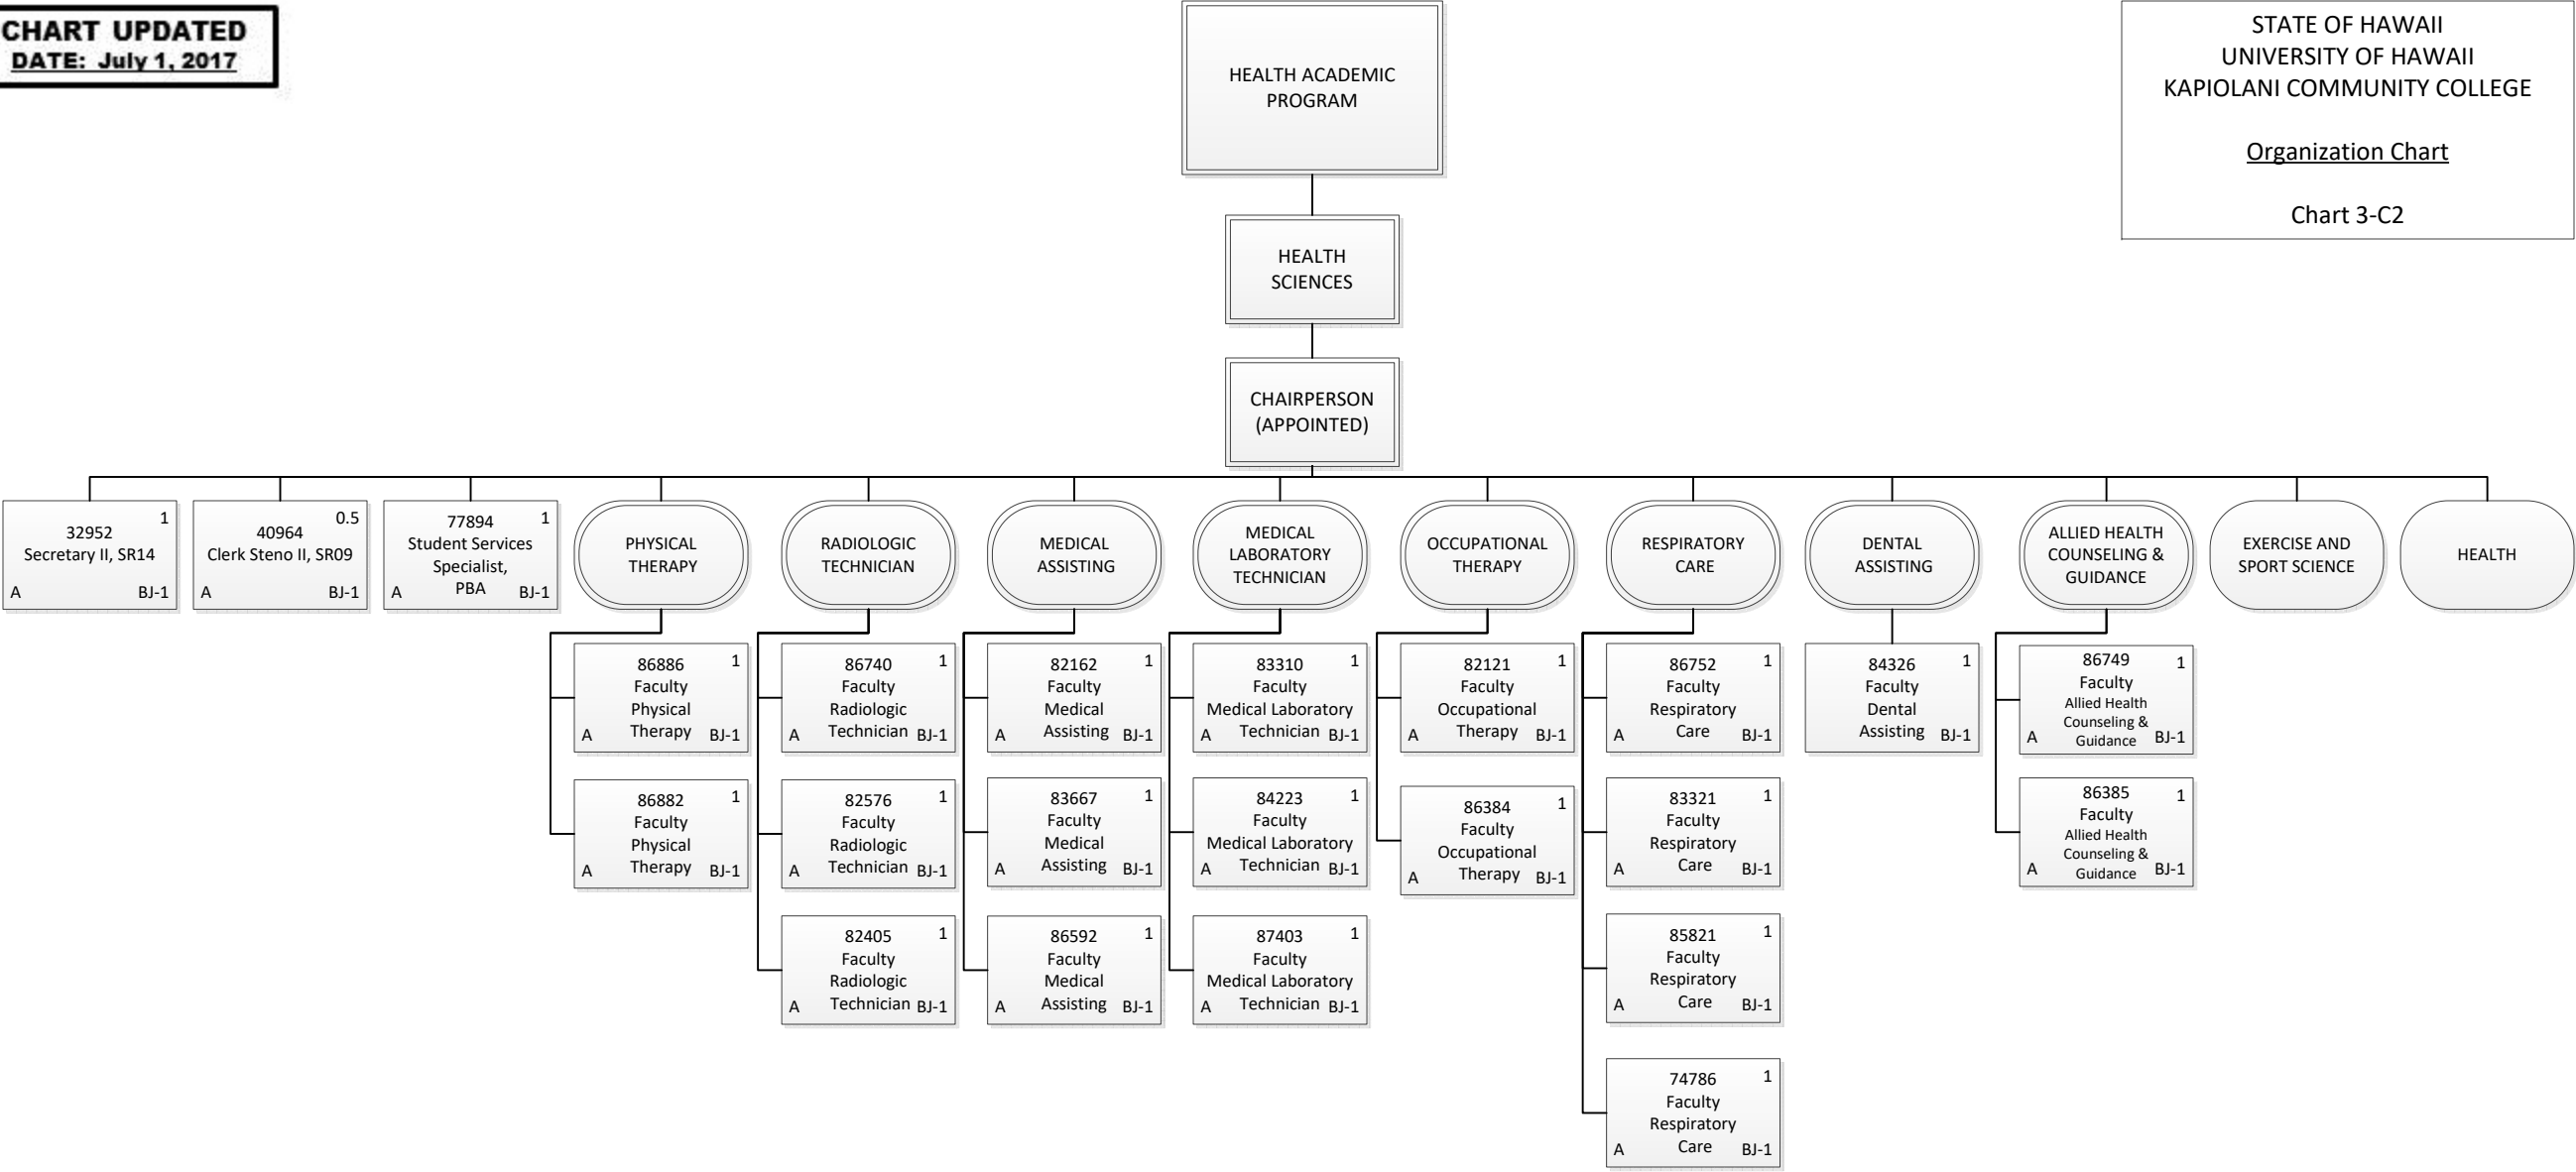 CHART UPDATED
DATE: July 1, 2017
HEALTH ACADEMIC
PROGRAM
STATE OF HAWAII
UNIVERSITY OF HAWAII
KAPIOLANI COMMUNITY COLLEGE
Organization Chart
Chart 3-C2
HEALTH
SCIENCES
CHAIRPERSON
(APPOINTED)
1
32952
Secretary II, SR14
A BJ-1
0.5
40964
Clerk Steno II, SR09
A BJ-1
77894 1
Student Services
Specialist,
A PBA BJ-1
PHYSICAL
THERAPY
RADIOLOGIC
TECHNICIAN
MEDICAL
ASSISTING
MEDICAL
LABORATORY
TECHNICIAN
OCCUPATIONAL
THERAPY
RESPIRATORY
CARE
DENTAL
ASSISTING
ALLIED HEALTH
COUNSELING &
GUIDANCE
EXERCISE AND
SPORT SCIENCE
HEALTH
86886 1
Faculty
Physical
A Therapy BJ-1
86882 1
Faculty
Physical
A Therapy BJ-1
86740 1
Faculty
Radiologic
A Technician BJ-1
82576 1
Faculty
Radiologic
A Technician BJ-1
82405 1
Faculty
Radiologic
A Technician BJ-1
82162 1
Faculty
Medical
A Assisting BJ-1
83667 1
Faculty
Medical
A Assisting BJ-1
86592 1
Faculty
Medical
A Assisting BJ-1
83310 1
Faculty
Medical Laboratory
A Technician BJ-1
84223 1
Faculty
Medical Laboratory
A Technician BJ-1
87403 1
Faculty
Medical Laboratory
A Technician BJ-1
82121 1
Faculty
Occupational
A Therapy BJ-1
86384 1
Faculty
Occupational
A Therapy BJ-1
86752 1
Faculty
Respiratory
A Care BJ-1
83321 1
Faculty
Respiratory
A Care BJ-1
85821 1
Faculty
Respiratory
A Care BJ-1
74786 1
Faculty
Respiratory
A Care BJ-1
84326 1
Faculty
Dental
Assisting BJ-1
86749 1
Faculty
Allied Health
Counseling &
A Guidance BJ-1
86385 1
Faculty
Allied Health
Counseling &
A Guidance BJ-1